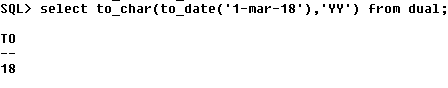 SQL> select to_char(to_date('1-mar-18'),'YY') from dual;
TO
--
18